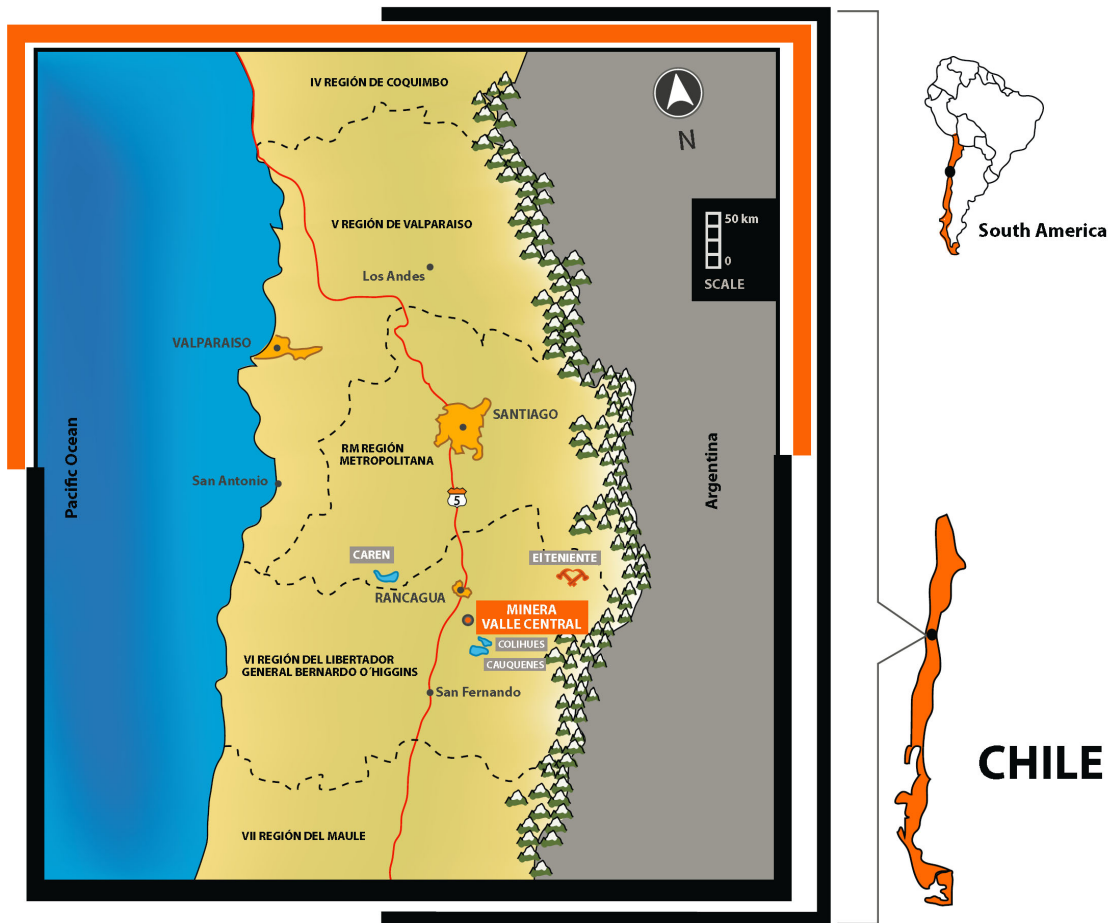 IV REGIÓN DE COQUIMBO
N
V REGIÓN DE VALPARAISO
50 km
0
SCALE
South America
Los Andes
VALPARAISO
SANTIAGO
Pacific Ocean
RM REGIÓN
METROPOLITANA
Argentina
San Antonio
5
CAREN
ElTENIENTE
RANCAGUA
MINERA
VALLE CENTRAL
COLIHUES
CAUQUENES
VI REGIÓN DEL LIBERTADOR
GENERAL BERNARDO O´HIGGINS
San Fernando
CHILE
VII REGIÓN DEL MAULE